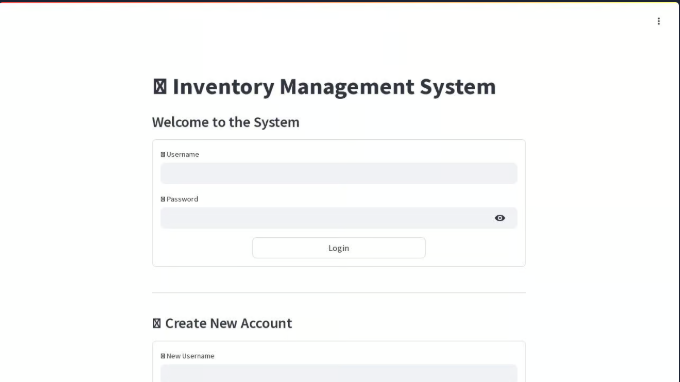 Inventory Management System
Welcome to the System
Username
Password
Login
Create New Account
New Username